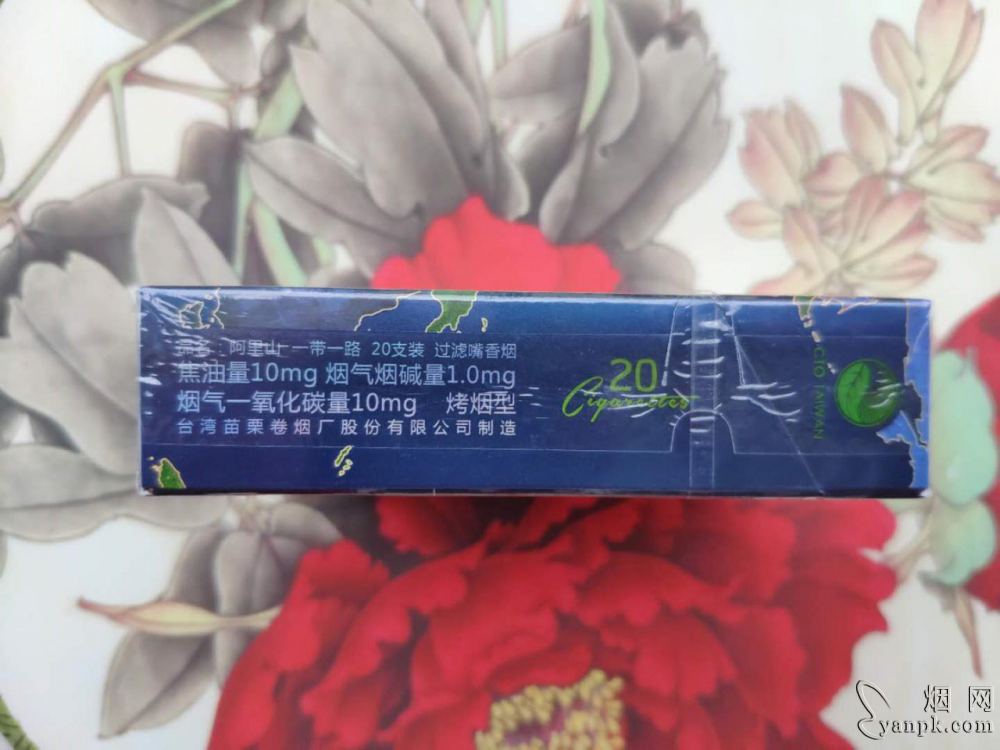 品名：阿里山 一带一路 20支装 过滤嘴香烟
焦油量10mg 烟气烟碱量1.0mg
烟气一氧化碳量10mg 烤烟型
台湾苗栗卷烟厂股份有限公司制造
20
Cigarettes
CTO TAIWAN
烟网
yanpk.com